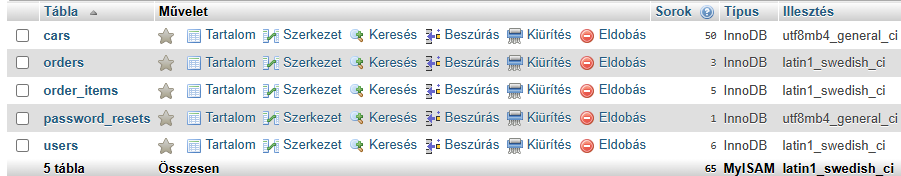 Tábla Művelet Sorok Típus Illesztés
cars Tartalom Szerkezet Keresés Beszúrás Kiürítés Eldobás 50 InnoDB utf8mb4_general_ci
orders Tartalom Szerkezet Keresés Beszúrás Kiürítés Eldobás 3 InnoDB latin1_swedish_ci
order_items Tartalom Szerkezet Keresés Beszúrás Kiürítés Eldobás 5 InnoDB latin1_swedish_ci
password_resets Tartalom Szerkezet Keresés Beszúrás Kiürítés Eldobás 1 InnoDB utf8mb4_general_ci
users Tartalom Szerkezet Keresés Beszúrás Kiürítés Eldobás 6 InnoDB latin1_swedish_ci
5 tábla Összesen 65 MyISAM latin1_swedish_ci